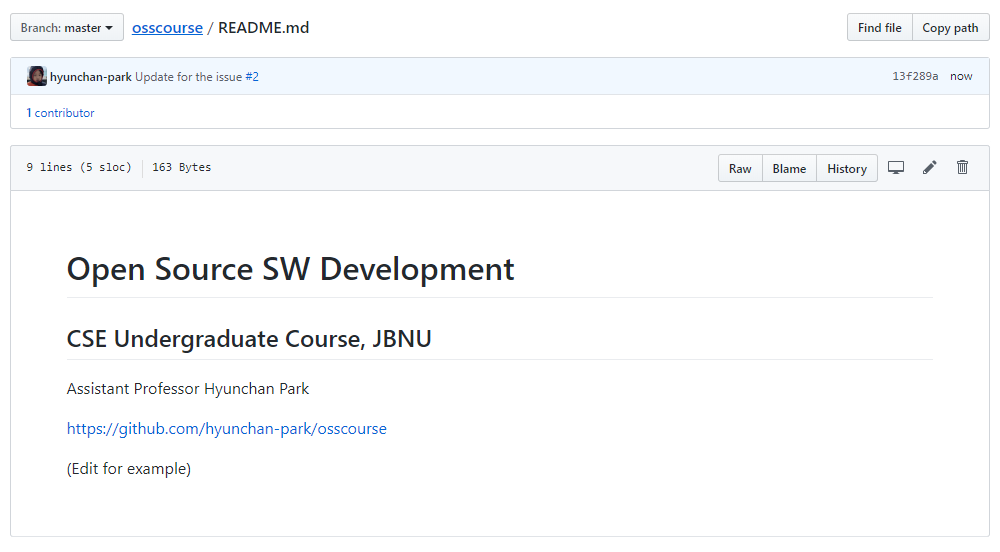 Branch: master osscourse / README.md Find file Copy path
hyunchan-park Update for the issue #2 13f289a now
1 contributor
9 lines (5 sloc) 163 Bytes Raw Blame History
Open Source SW Development
CSE Undergraduate Course, JBNU
Assistant Professor Hyunchan Park
https://github.com/hyunchan-park/osscourse
(Edit for example)